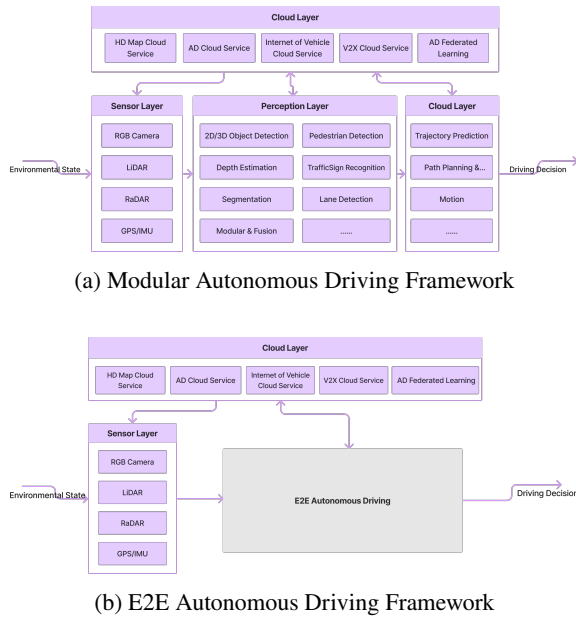 Cloud Layer
HD Map Cloud
Service
AD Cloud Service
Internet of Vehicle
Cloud Service
V2X Cloud Service
AD Federated
Learning
Sensor Layer
RGB Camera
LiDAR
RaDAR
GPS/IMU
Perception Layer
2D/3D Object Detection
Pedestrian Detection
Depth Estimation
TrafficSign Recognition
Segmentation
Lane Detection
Modular & Fusion
......
Cloud Layer
Trajectory Prediction
Path Planning &...
Motion
......
Environmental State
Driving Decision
(a) Modular Autonomous Driving Framework
Cloud Layer
HD Map Cloud
Service
AD Cloud Service
Internet of Vehicle
Cloud Service
V2X Cloud Service
AD Federated Learning
Sensor Layer
RGB Camera
LiDAR
RaDAR
GPS/IMU
Environmental State
E2E Autonomous Driving
Driving Decision
(b) E2E Autonomous Driving Framework